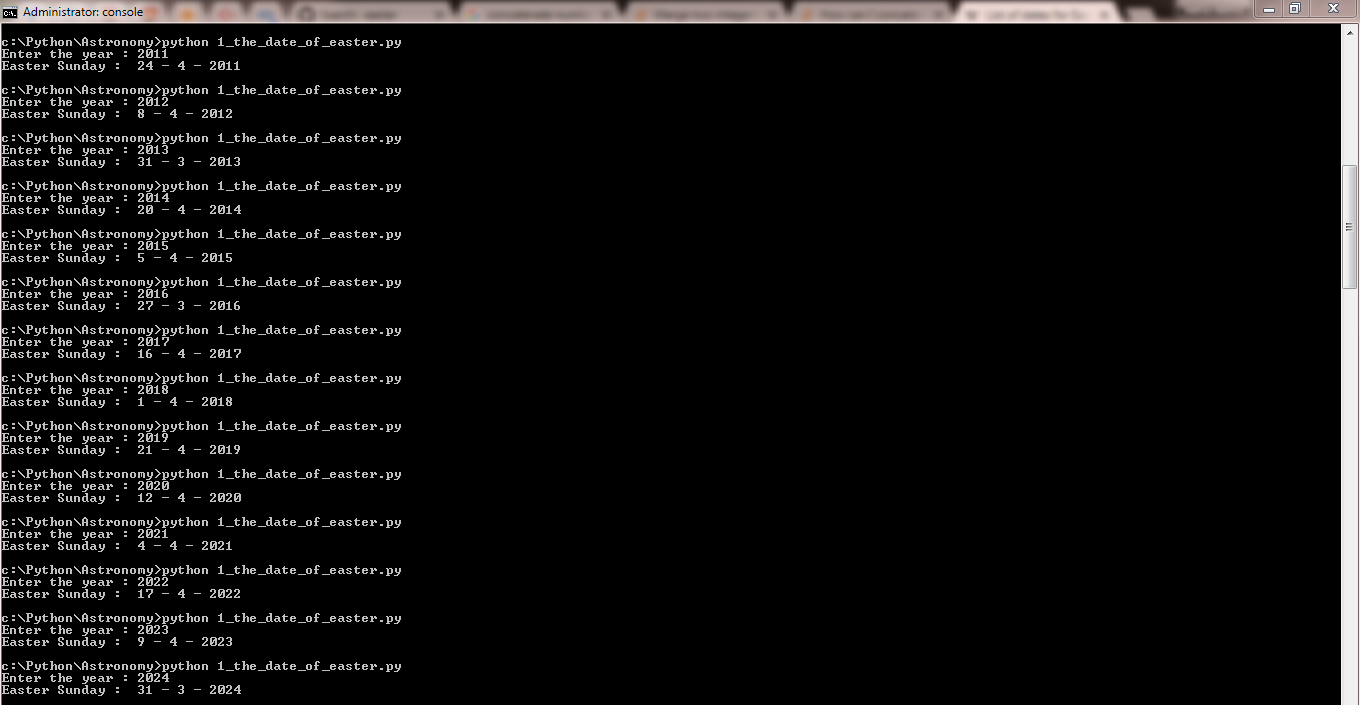 Administrator: console
c:\Python\Astronomy>python 1_the_date_of_easter.py
Enter the year : 2011
Easter Sunday :  24 - 4 - 2011
c:\Python\Astronomy>python 1_the_date_of_easter.py
Enter the year : 2012
Easter Sunday :  8 - 4 - 2012
c:\Python\Astronomy>python 1_the_date_of_easter.py
Enter the year : 2013
Easter Sunday :  31 - 3 - 2013
c:\Python\Astronomy>python 1_the_date_of_easter.py
Enter the year : 2014
Easter Sunday :  20 - 4 - 2014
c:\Python\Astronomy>python 1_the_date_of_easter.py
Enter the year : 2015
Easter Sunday :  5 - 4 - 2015
c:\Python\Astronomy>python 1_the_date_of_easter.py
Enter the year : 2016
Easter Sunday :  27 - 3 - 2016
c:\Python\Astronomy>python 1_the_date_of_easter.py
Enter the year : 2017
Easter Sunday :  16 - 4 - 2017
c:\Python\Astronomy>python 1_the_date_of_easter.py
Enter the year : 2018
Easter Sunday :  1 - 4 - 2018
c:\Python\Astronomy>python 1_the_date_of_easter.py
Enter the year : 2019
Easter Sunday :  21 - 4 - 2019
c:\Python\Astronomy>python 1_the_date_of_easter.py
Enter the year : 2020
Easter Sunday :  12 - 4 - 2020
c:\Python\Astronomy>python 1_the_date_of_easter.py
Enter the year : 2021
Easter Sunday :  4 - 4 - 2021
c:\Python\Astronomy>python 1_the_date_of_easter.py
Enter the year : 2022
Easter Sunday :  17 - 4 - 2022
c:\Python\Astronomy>python 1_the_date_of_easter.py
Enter the year : 2023
Easter Sunday :  9 - 4 - 2023
c:\Python\Astronomy>python 1_the_date_of_easter.py
Enter the year : 2024
Easter Sunday :  31 - 3 - 2024